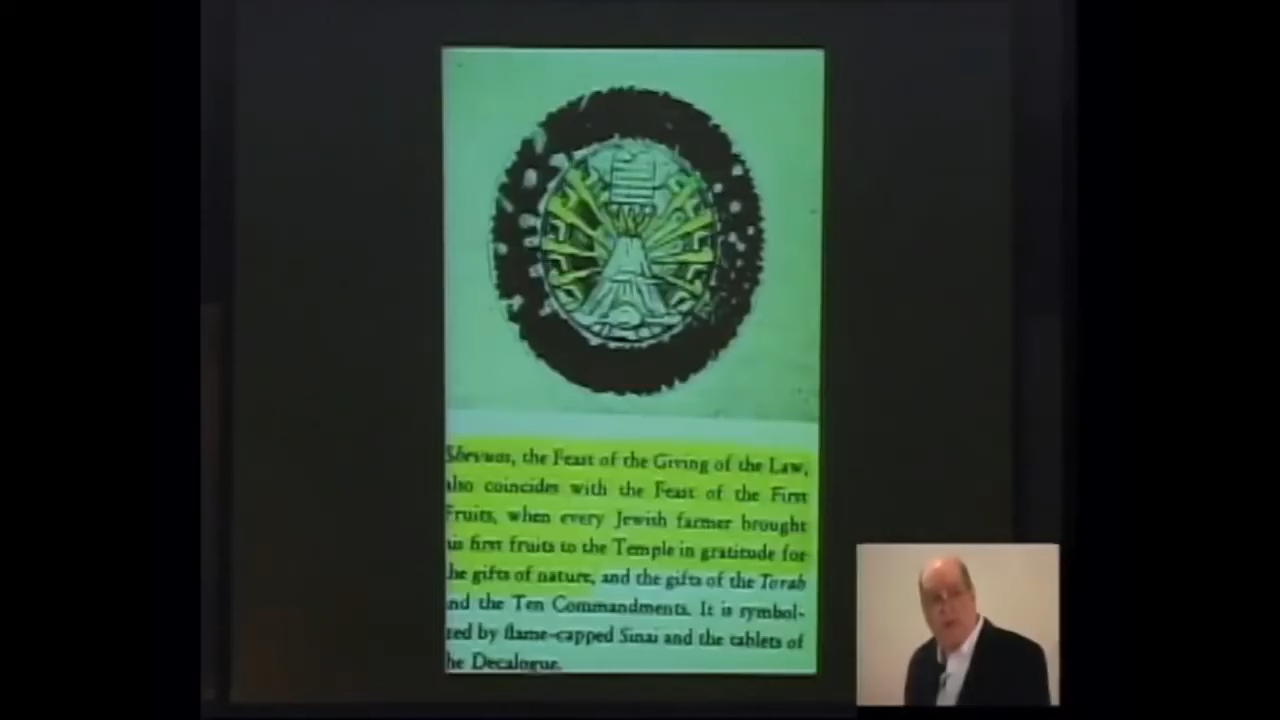 Shevuos, the Feast of the Giving of the Law,
also coincides with the Feast of the First
Fruits, when every Jewish farmer brought
his first fruits to the Temple in gratitude for
the gifts of nature, and the gifts of the Torah
and the Ten Commandments. It is symbol-
ized by flame-capped Sinai and the tablets of
the Decalogue.